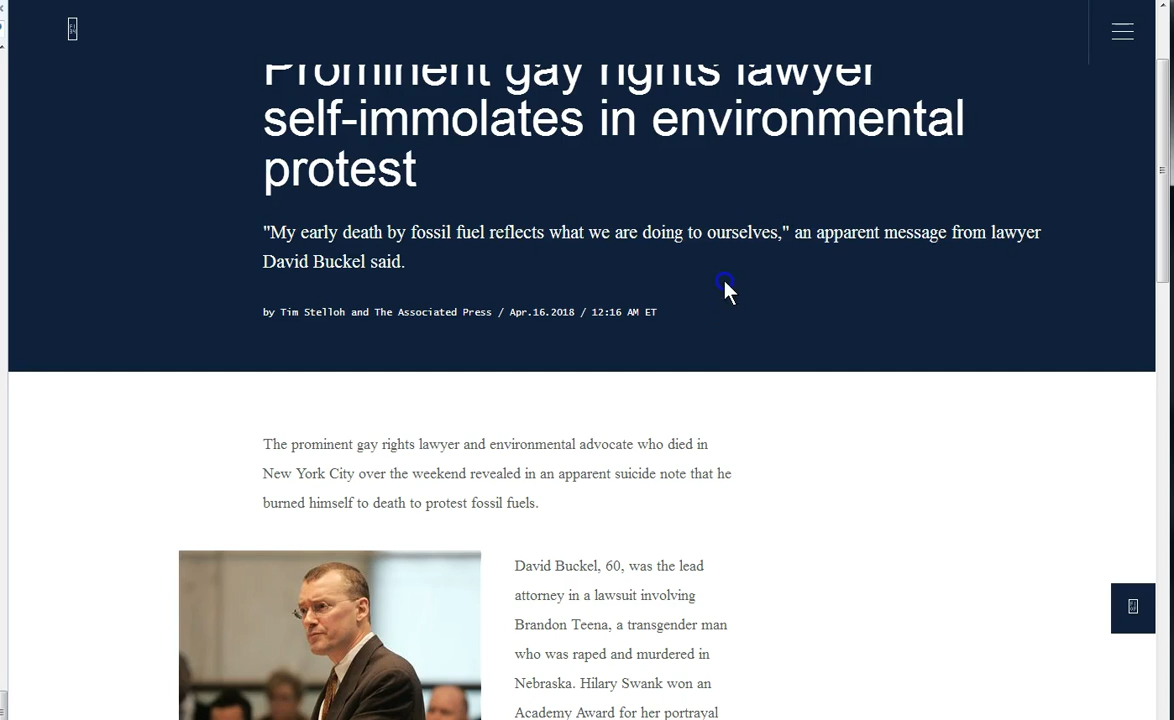 Prominent gay rights lawyer
self-immolates in environmental
protest
"My early death by fossil fuel reflects what we are doing to ourselves," an apparent message from lawyer
David Buckel said.
by Tim Stelloh and The Associated Press / Apr.16.2018 / 12:16 AM ET
The prominent gay rights lawyer and environmental advocate who died in
New York City over the weekend revealed in an apparent suicide note that he
burned himself to death to protest fossil fuels.
David Buckel, 60, was the lead
attorney in a lawsuit involving
Brandon Teena, a transgender man
who was raped and murdered in
Nebraska. Hilary Swank won an
Academy Award for her portrayal